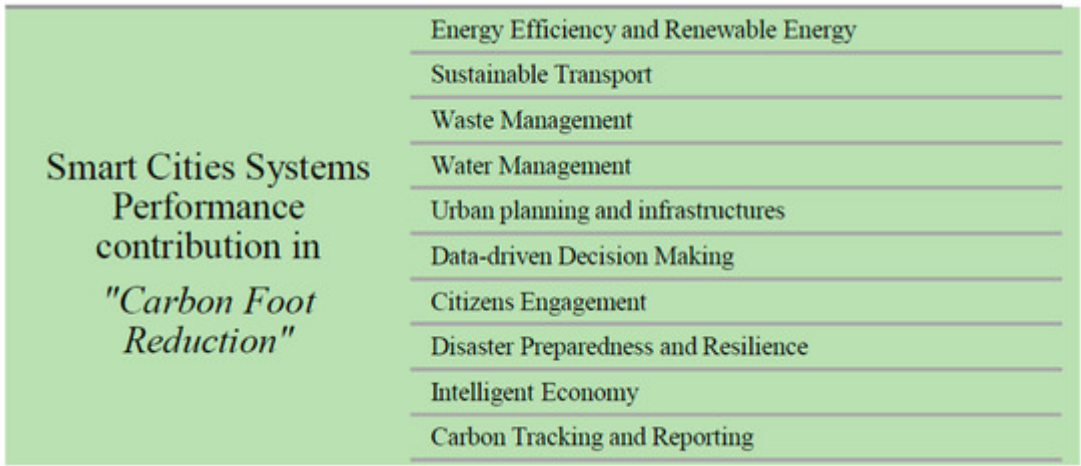 Smart Cities Systems
Performance
contribution in
"Carbon Foot
Reduction"
Energy Efficiency and Renewable Energy
Sustainable Transport
Waste Management
Water Management
Urban planning and infrastructures
Data-driven Decision Making
Citizens Engagement
Disaster Preparedness and Resilience
Intelligent Economy
Carbon Tracking and Reporting